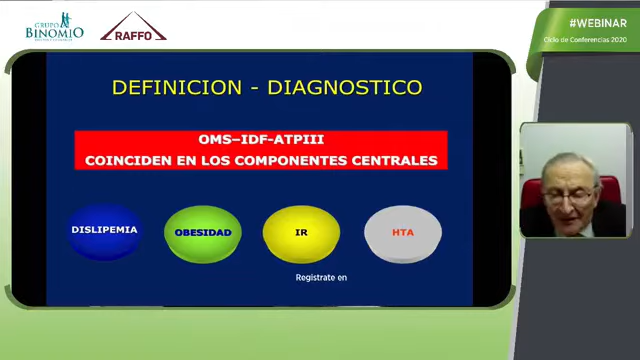 GRUPO
BINOMIO
RAFFO
#WEBINAR
Ciclo de Conferencias 2020
DEFINICION - DIAGNOSTICO
OMS-IDF-ATPIII
COINCIDEN EN LOS COMPONENTES CENTRALES
DISLIPEMIA
OBESIDAD
IR
HTA
Registrate en